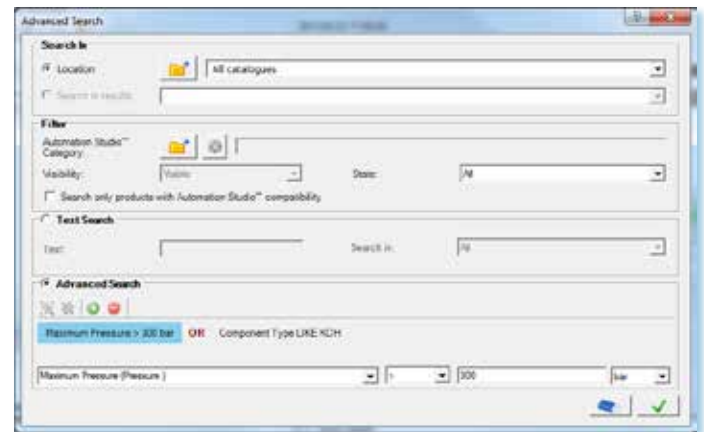 Advanced Search
Search In
Location All catalogues
Search in results:
Filter
Automation Studio™
Category:
Visibility: Visible State: All
Search only products with Automation Studio™ compatibility
Text Search
Text: Search in: All
Advanced Search
Maximum Pressure > 300 bar OR Component Type LIKE
Maximum Pressure (Pressure ) > 300 bar